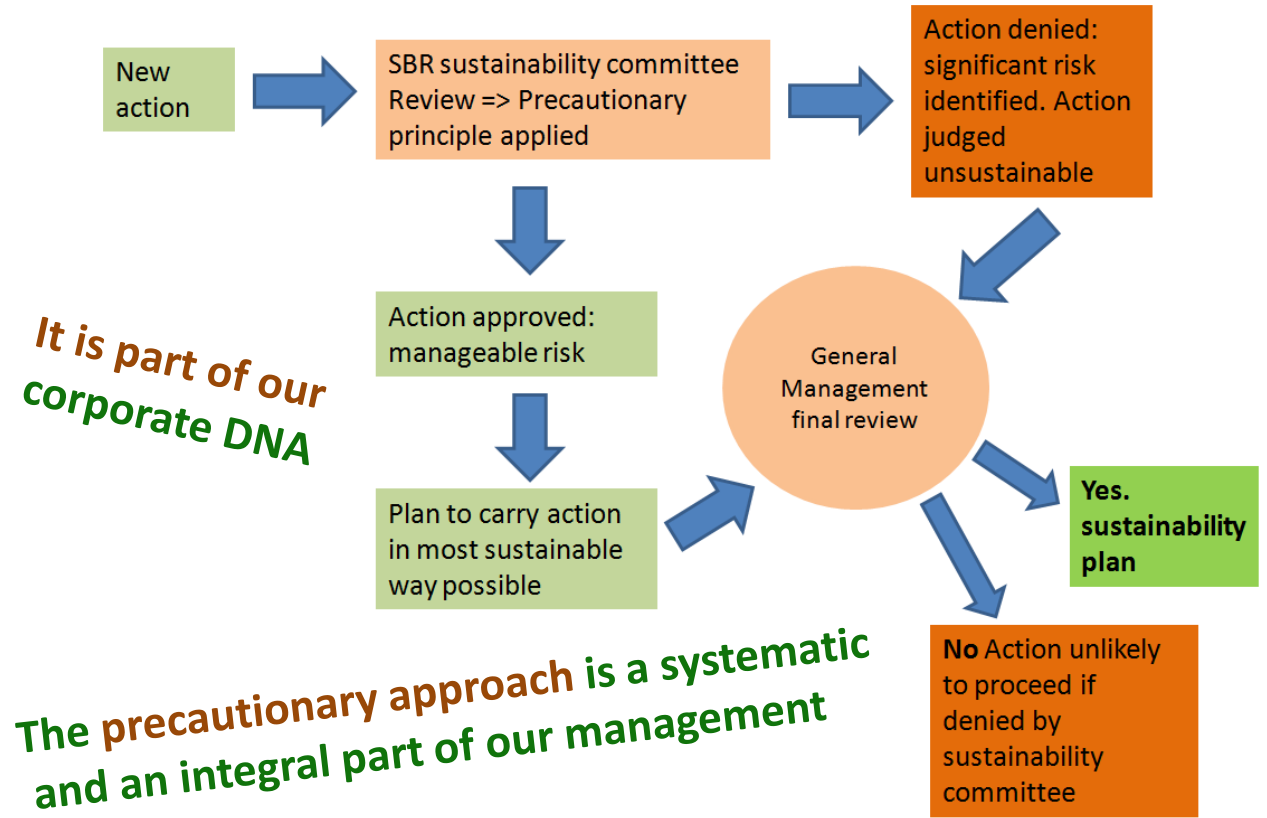 New
action
SBR sustainability committee
Review => Precautionary
principle applied
Action denied:
significant risk
identified. Action
judged
unsustainable
Action approved:
manageable risk
General
Management
final review
It is part of our
corporate DNA
Plan to carry action
in most sustainable
way possible
Yes.
sustainability
plan
No Action unlikely
to proceed if
denied by
sustainability
committee
The precautionary approach is a systematic
and an integral part of our management